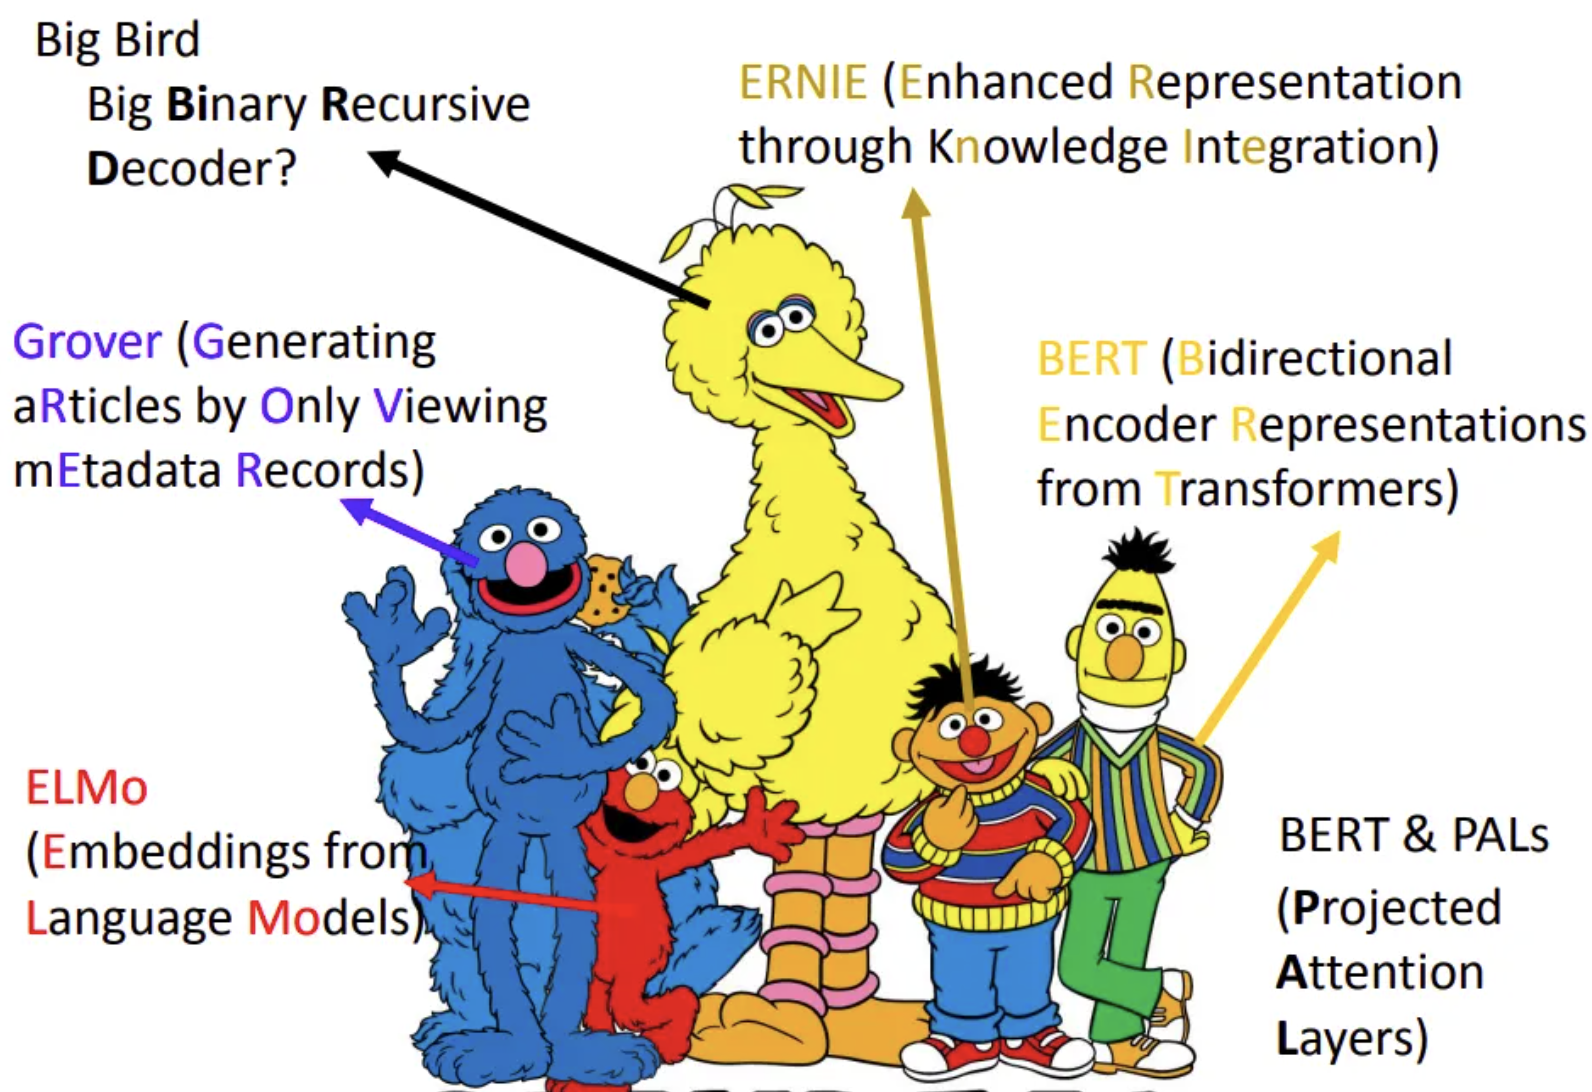 Big Bird
Big Binary Recursive
Decoder?
ERNIE (Enhanced Representation
through Knowledge Integration)
Grover (Generating
aRticles by Only Viewing
mEtadata Records)
BERT (Bidirectional
Encoder Representations
from Transformers)
ELMo
(Embeddings from
Language Models)
BERT & PALs
(Projected
Attention
Layers)